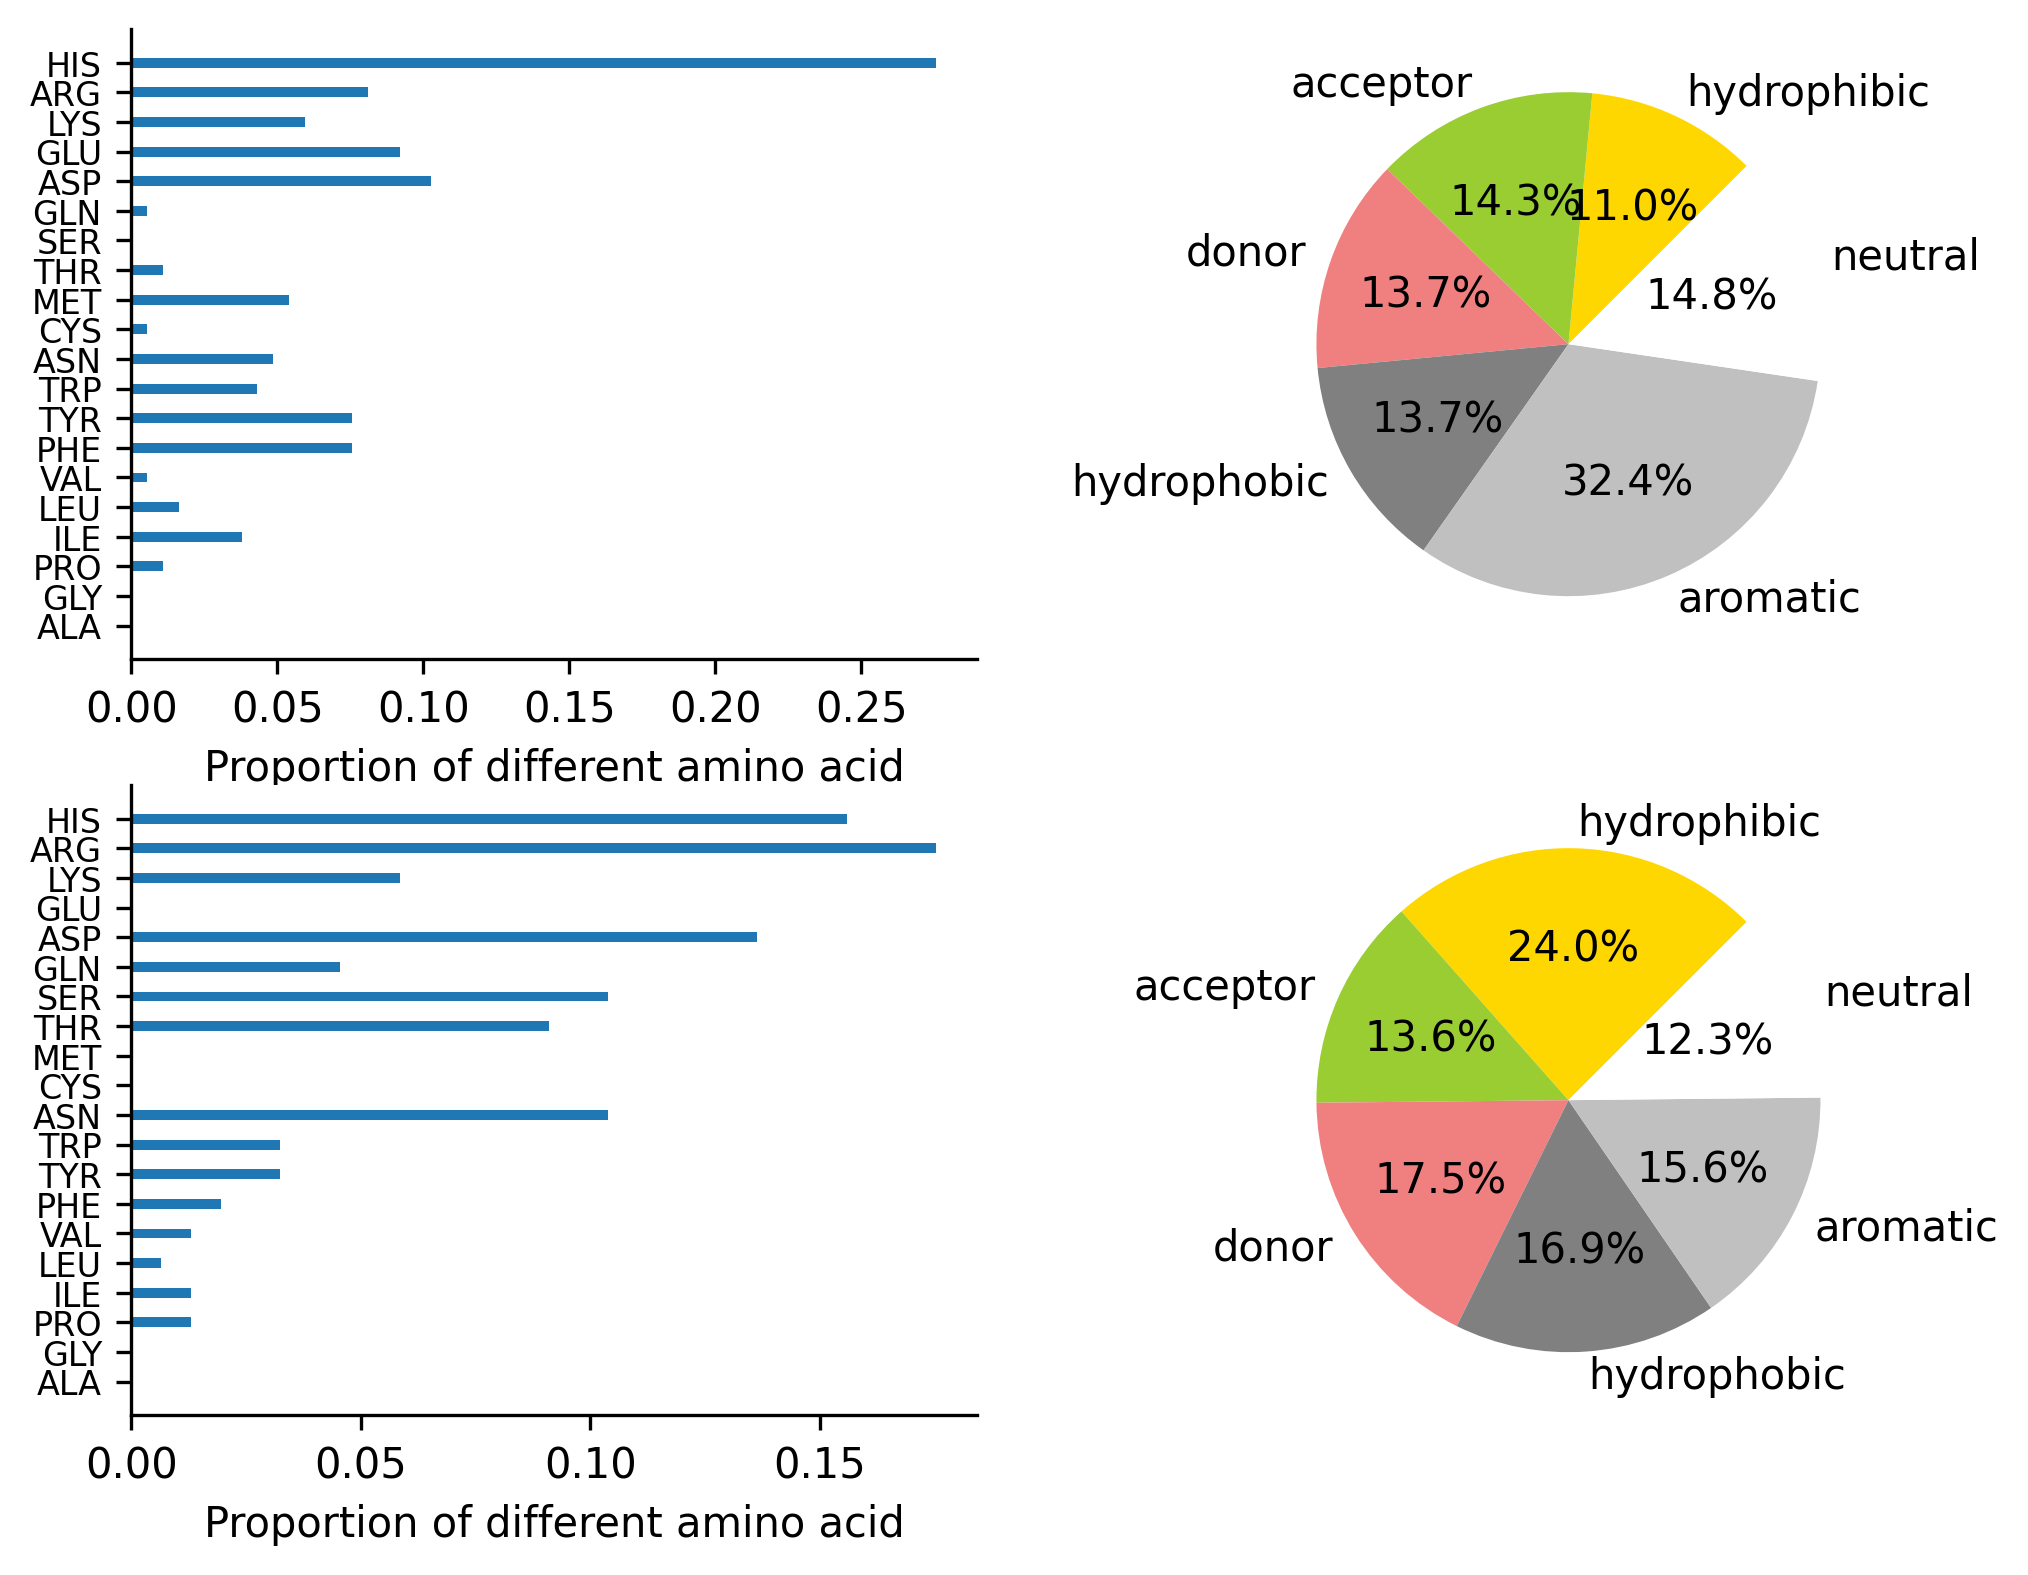 HIS
ARG
LYS
GLU
ASP
GLN
SER
THR
MET
CYS
ASN
TRP
TYR
PHE
VAL
LEU
ILE
PRO
GLY
ALA
0.00 0.05 0.10 0.15 0.20 0.25
Proportion of different amino acid
acceptor
hydrophibic
donor
neutral
hydrophobic
aromatic
14.3%
11.0%
13.7%
14.8%
13.7%
32.4%
HIS
ARG
LYS
GLU
ASP
GLN
SER
THR
MET
CYS
ASN
TRP
TYR
PHE
VAL
LEU
ILE
PRO
GLY
ALA
0.00 0.05 0.10 0.15
Proportion of different amino acid
hydrophibic
acceptor
neutral
donor
aromatic
hydrophobic
24.0%
13.6%
12.3%
17.5%
15.6%
16.9%